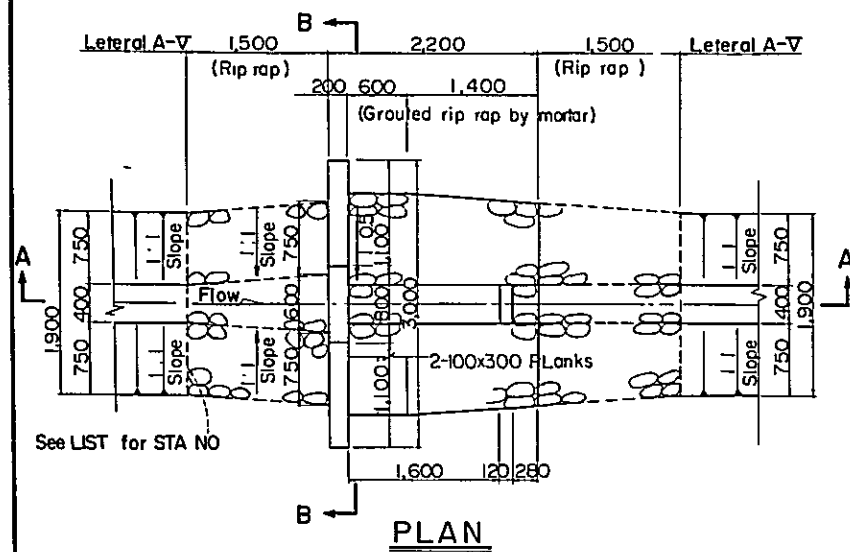 B
Leteral A-V 1,500 2,200 1,500 Leteral A-V
(Rip rap) (Rip rap )
200 600 1,400
(Grouted rip rap by mortar)
A A
1,900 400 750 750
1:1 Slope
1:1 Slope
1:1 Slope
1:1 Slope
750 600 750
Flow
1,100 800 1,100
3,000
2-100x300 PLanks
1:1 Slope
1:1 Slope
750 400 750 1,900
See LIST for STA NO
1,600 120 280
B
PLAN